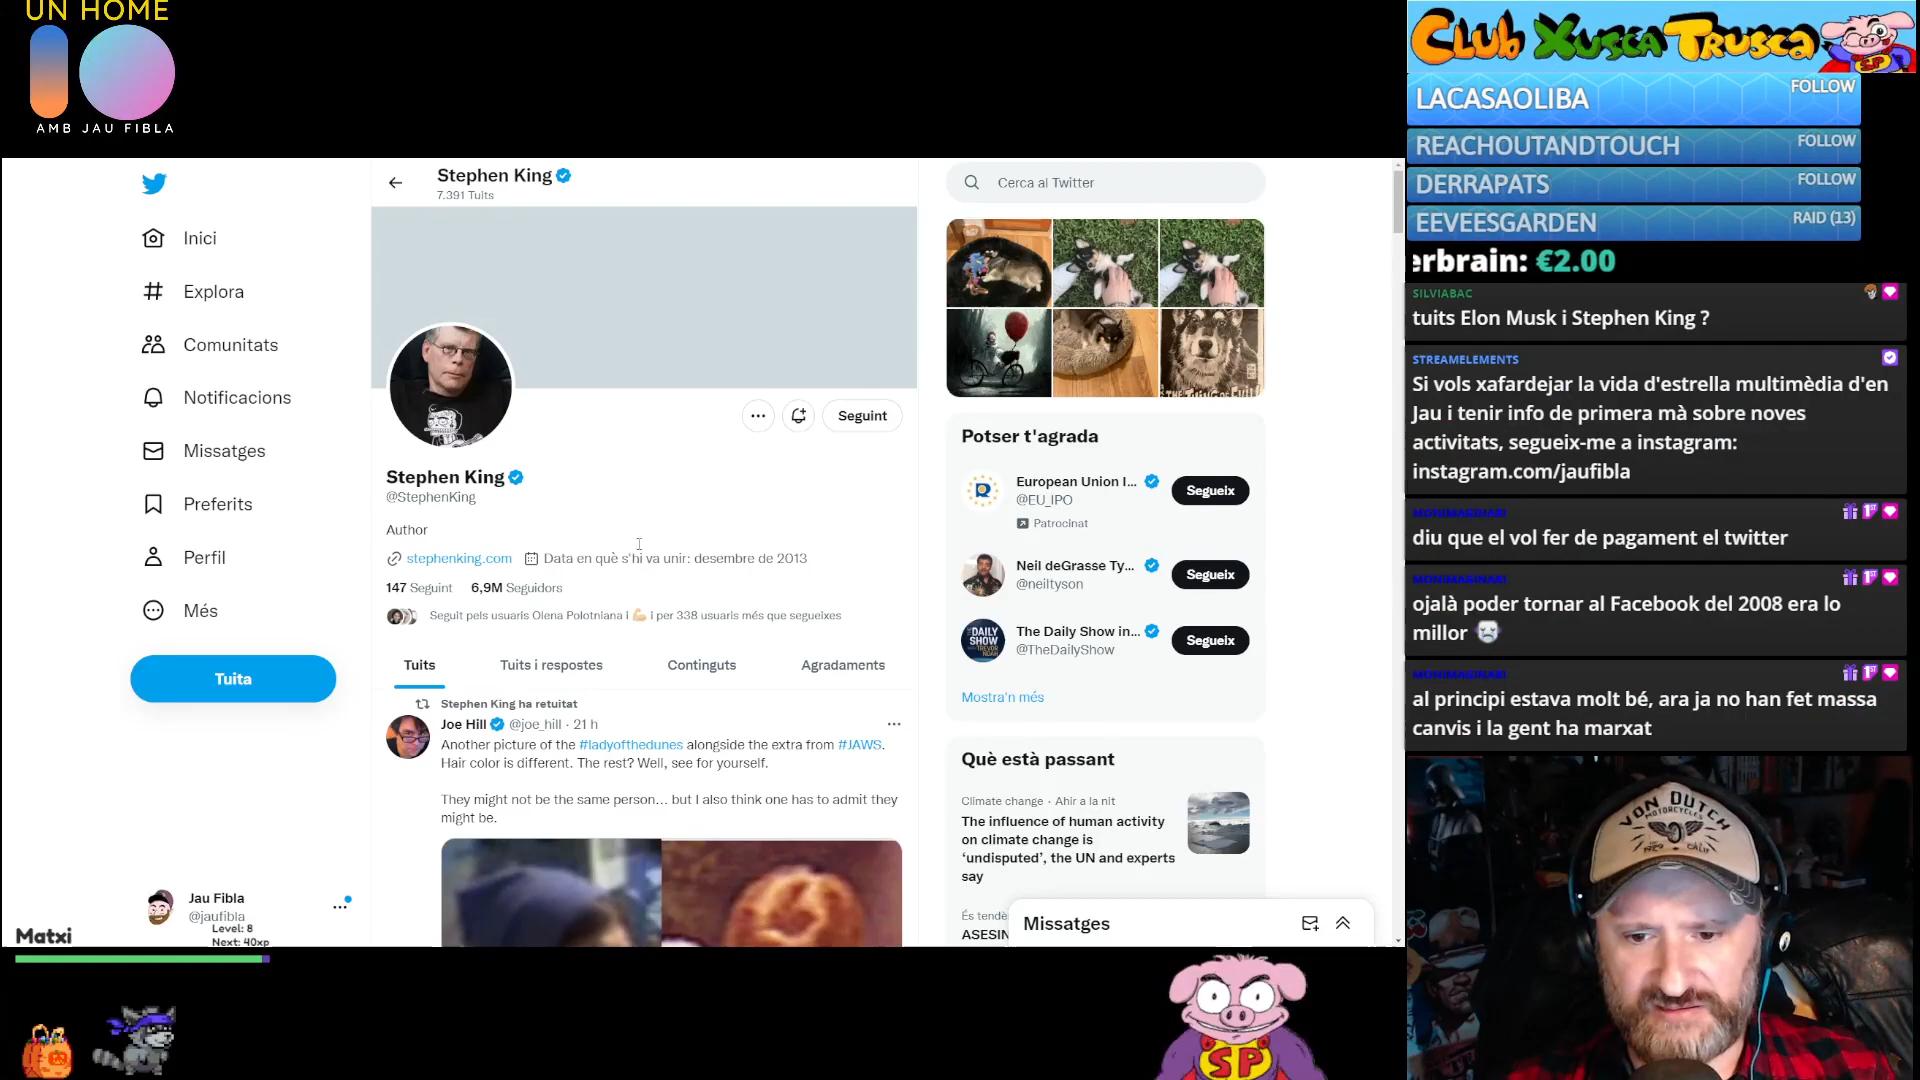 UN HOME
AMB JAU FIBLA
Stephen King
7.391 Tuits
Inici
Explora
Comunitats
Notificacions
Missatges
Preferits
Perfil
Més
Tuita
Jau Fibla
@jaufibla
Matxi
Level: 8
Next: 40xp
Seguint
Stephen King
@StephenKing
Author
stephenking.com Data en què s'hi va unir: desembre de 2013
147 Seguint 6,9M Seguidors
Seguit pels usuaris Olena Polotniana i 💪🏼 i per 338 usuaris més que segueixes
Tuits Tuits i respostes Continguts Agradaments
Stephen King ha retuitat
Joe Hill @joe_hill · 21 h
Another picture of the #ladyofthedunes alongside the extra from #JAWS.
Hair color is different. The rest? Well, see for yourself.
They might not be the same person... but I also think one has to admit they
might be.
Cerca al Twitter
Potser t'agrada
European Union I...
@EU_IPO
Patrocinat
Segueix
Neil deGrasse Ty...
@neiltyson
Segueix
THE DAILY SHOW
The Daily Show in...
@TheDailyShow
Segueix
Mostra'n més
Què està passant
Climate change · Ahir a la nit
The influence of human activity
on climate change is
‘undisputed’, the UN and experts
say
És tendè
ASESIN
Missatges
CLUB XUSCA TRUSCA
SP
LACASAOLIBA FOLLOW
REACHOUTANDTOUCH FOLLOW
DERRAPATS FOLLOW
EEVEESGARDEN RAID (13)
erbrain: €2.00
SILVIABAC
tuits Elon Musk i Stephen King ?
STREAMELEMENTS
Si vols xafardejar la vida d'estrella multimèdia d'en
Jau i tenir info de primera mà sobre noves
activitats, segueix-me a instagram:
instagram.com/jaufibla
diu que el vol fer de pagament el twitter
ojalà poder tornar al Facebook del 2008 era lo
millor
al principi estava molt bé, ara ja no han fet massa
canvis i la gent ha marxat
VON DUTCH
MOTORCYCLES
SP